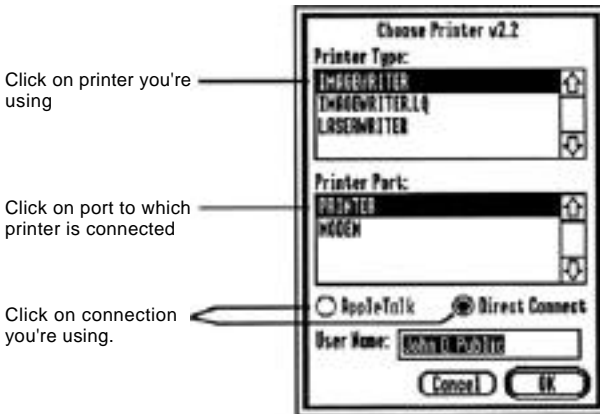 Choose Printer v2.2
Printer Type:
Click on printer you're
using
IMAGEWRITER
IMAGEWRITER.LQ
LASERWRITER
Printer Port:
Click on port to which
printer is connected
PRINTER
MODEM
Click on connection
you're using.
AppleTalk
Direct Connect
User Name: John Q Public
Cancel
OK